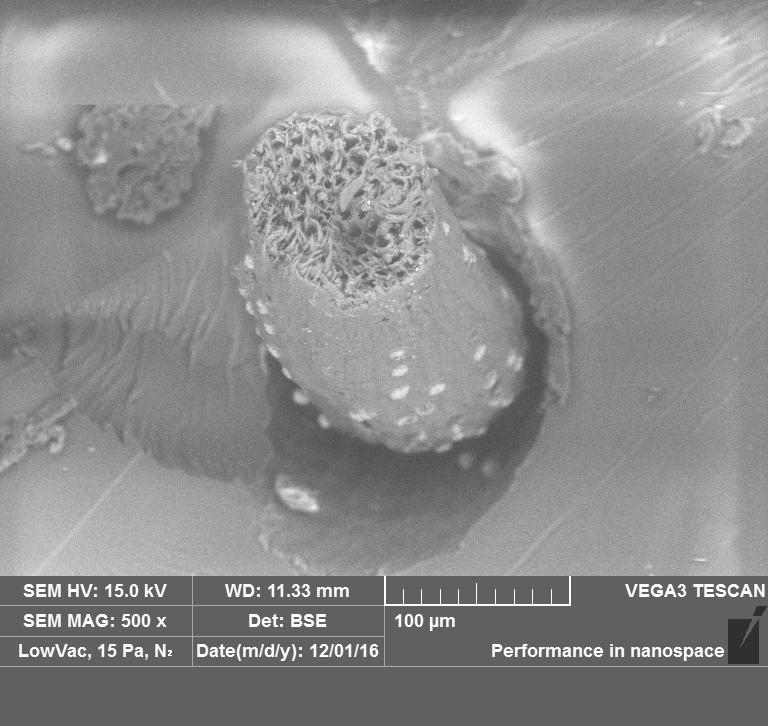 SEM HV: 15.0 kV WD: 11.33 mm VEGA3 TESCAN
SEM MAG: 500 x Det: BSE 100 µm
LowVac, 15 Pa, N₂ Date(m/d/y): 12/01/16 Performance in nanospace